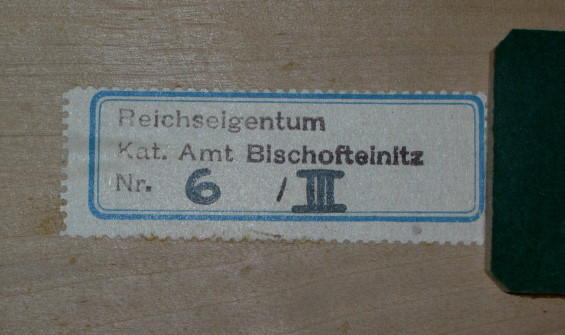 Reichseigentum
Kat. Amt Bischofteinitz
Nr. 6 / III